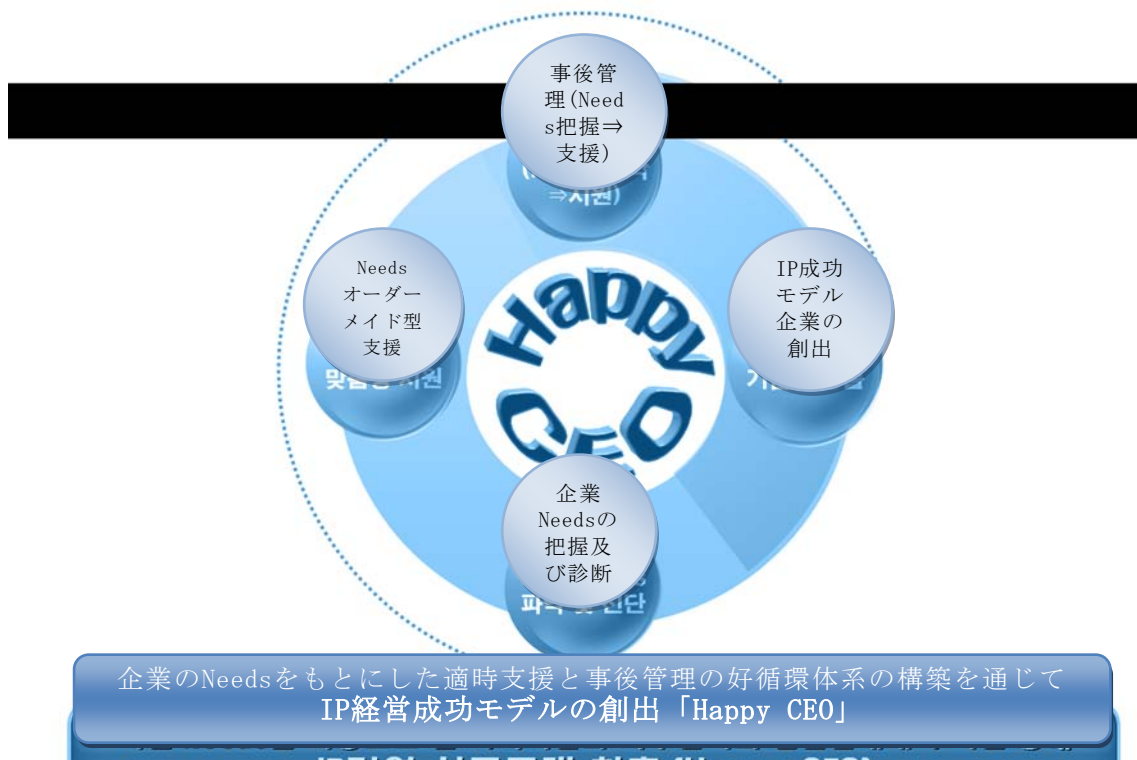 事後管
理(Need
s把握⇒
支援)
⇒지원)
Needs
オーダー
メイド型
支援
IP成功
モデル
企業の
創出
Happy
CEO
企業
Needsの
把握及
び診断
企業のNeedsをもとにした適時支援と事後管理の好循環体系の構築を通じて
IP経営成功モデルの創出「Happy CEO」